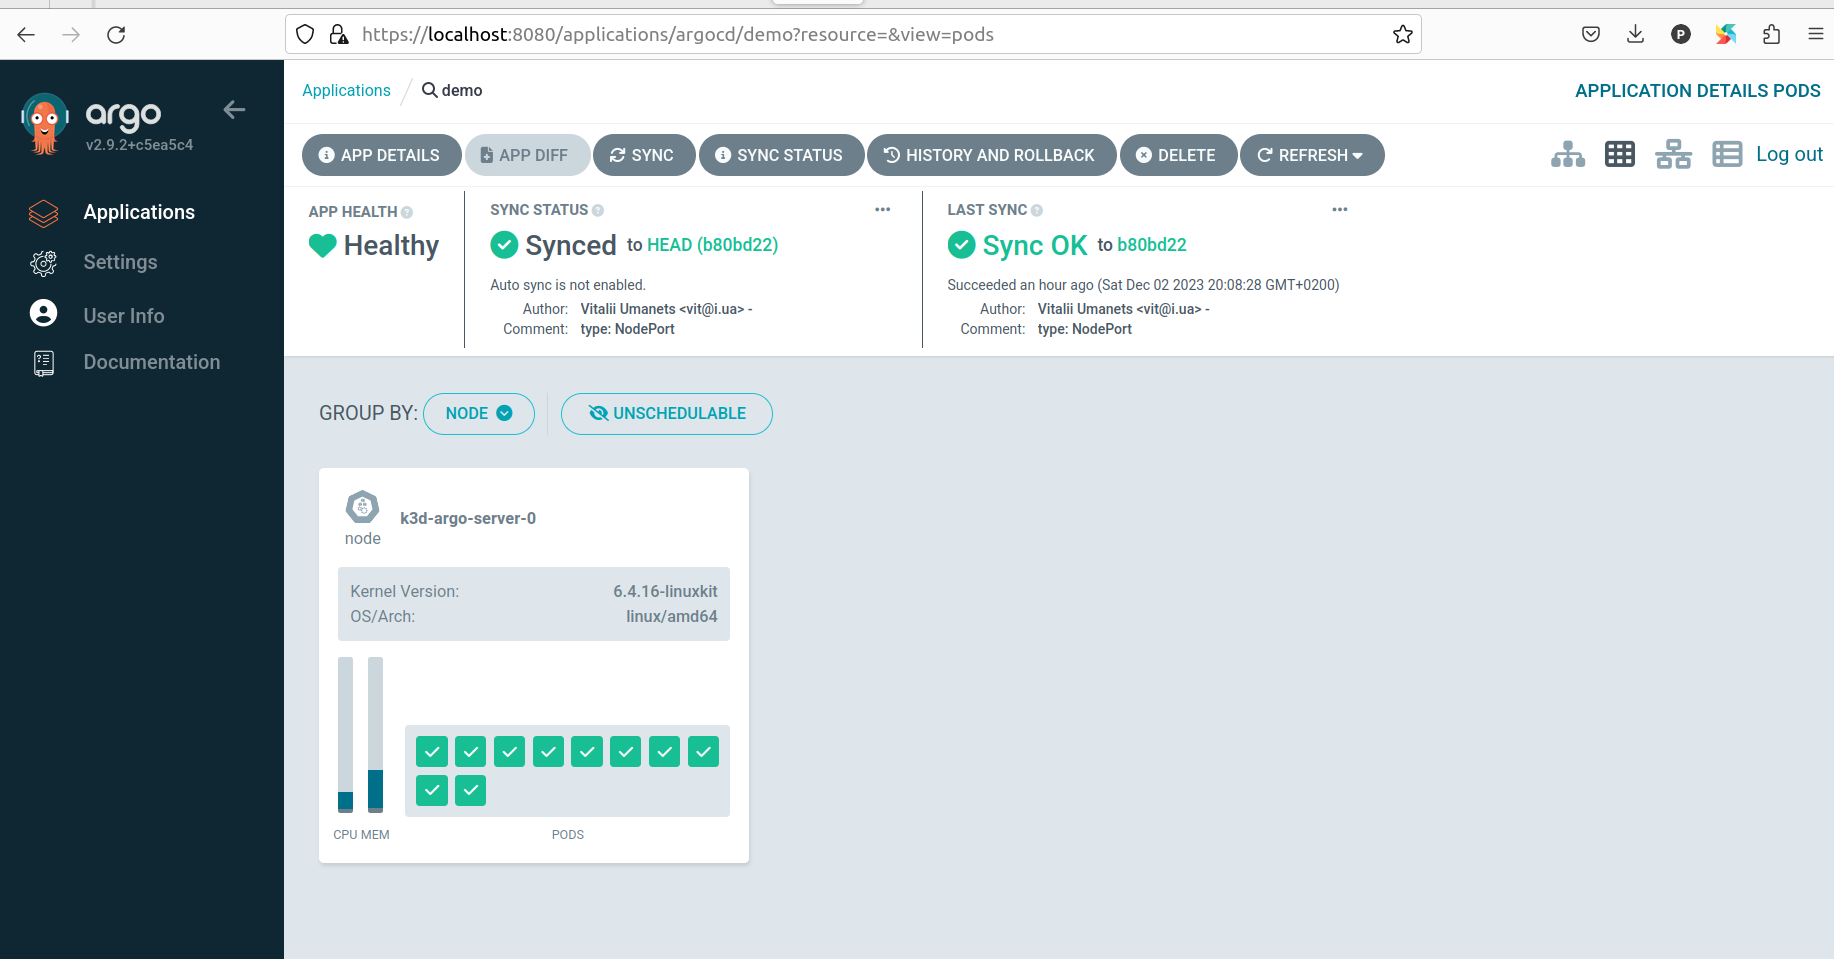 https://localhost:8080/applications/argocd/demo?resource=&view=pods
P
argo
v2.9.2+c5ea5c4
Applications
Settings
User Info
Documentation
Applications / demo
APPLICATION DETAILS PODS
APP DETAILS
APP DIFF
SYNC
SYNC STATUS
HISTORY AND ROLLBACK
DELETE
REFRESH
Log out
APP HEALTH ?
Healthy
SYNC STATUS ?
Synced to HEAD (b80bd22)
Auto sync is not enabled.
Author: Vitalii Umanets <vit@i.ua> -
Comment: type: NodePort
LAST SYNC ?
Sync OK to b80bd22
Succeeded an hour ago (Sat Dec 02 2023 20:08:28 GMT+0200)
Author: Vitalii Umanets <vit@i.ua> -
Comment: type: NodePort
GROUP BY: NODE
UNSCHEDULABLE
node
k3d-argo-server-0
Kernel Version: 6.4.16-linuxkit
OS/Arch: linux/amd64
CPU MEM
PODS